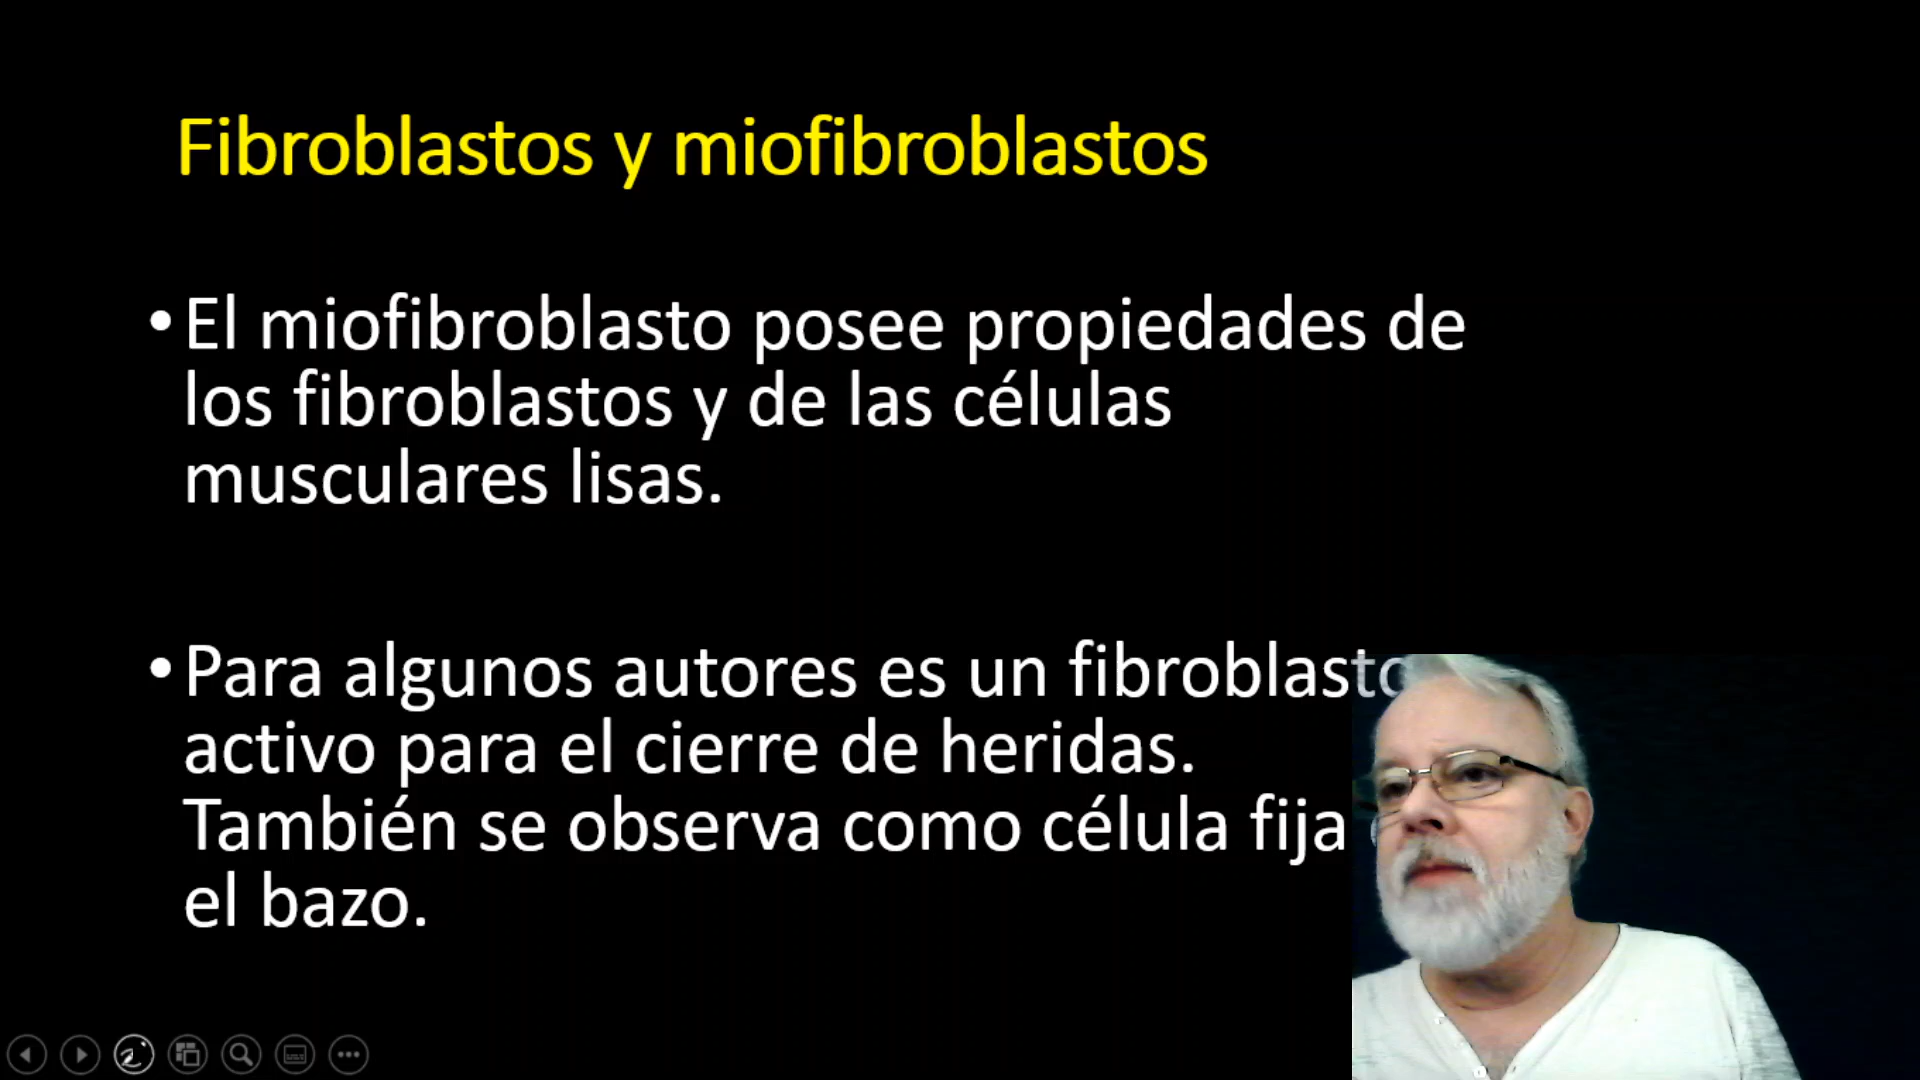 Fibroblastos y miofibroblastos
• El miofibroblasto posee propiedades de
los fibroblastos y de las células
musculares lisas.
• Para algunos autores es un fibroblasto
activo para el cierre de heridas.
También se observa como célula fija
el bazo.